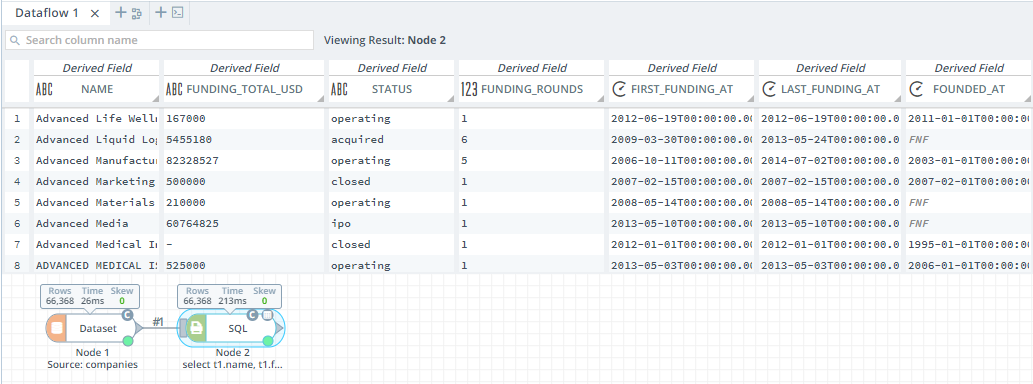 Dataflow 1
Search column name
Viewing Result: Node 2
Derived Field Derived Field Derived Field Derived Field Derived Field Derived Field Derived Field
ABC NAME ABC FUNDING_TOTAL_USD ABC STATUS 123 FUNDING_ROUNDS FIRST_FUNDING_AT LAST_FUNDING_AT FOUNDED_AT
1 Advanced Life Welln 167000 operating 1 2012-06-19T00:00:00.00 2012-06-19T00:00:00.0 2011-01-01T00:00:00
2 Advanced Liquid Log 5455180 acquired 6 2009-03-30T00:00:00.00 2013-05-24T00:00:00.0 FNF
3 Advanced Manufactur 82328527 operating 5 2006-10-11T00:00:00.00 2014-07-02T00:00:00.0 2003-01-01T00:00:00
4 Advanced Marketing 500000 closed 1 2007-02-15T00:00:00.00 2007-02-15T00:00:00.0 2007-02-01T00:00:00
5 Advanced Materials 210000 operating 1 2008-05-14T00:00:00.00 2008-05-14T00:00:00.0 FNF
6 Advanced Media 60764825 ipo 1 2013-05-10T00:00:00.00 2013-05-10T00:00:00.0 FNF
7 Advanced Medical In - closed 1 2012-01-01T00:00:00.00 2012-01-01T00:00:00.0 1995-01-01T00:00:00
8 ADVANCED MEDICAL IS 525000 operating 1 2013-05-03T00:00:00.00 2013-05-03T00:00:00.0 2006-01-01T00:00:00
Rows Time Skew Rows Time Skew
66,368 26ms 0 66,368 213ms 0
C C
Dataset #1 SQL
Node 1 Node 2
Source: companies select t1.name, t1.f...